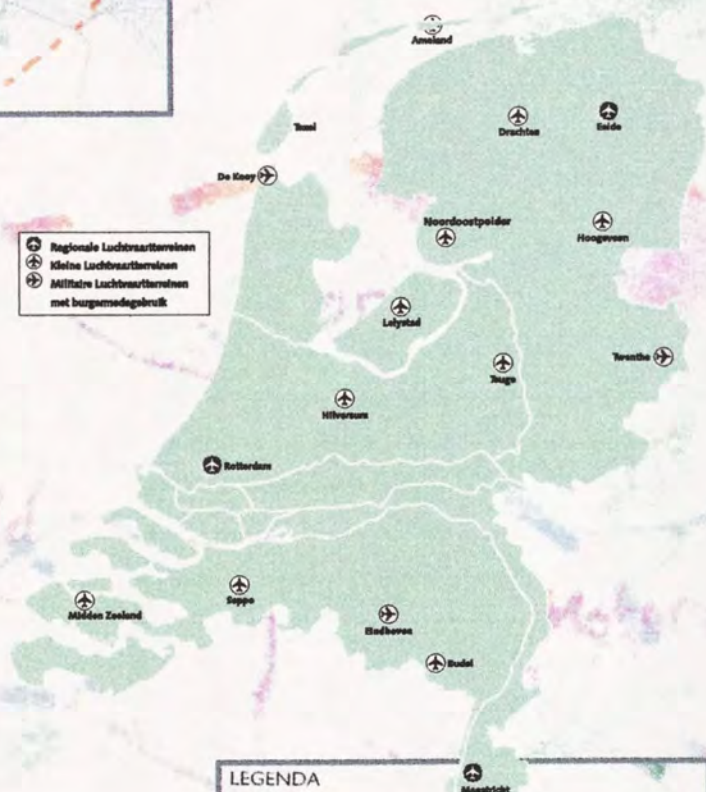 Ameland
Texel
Drachten
Eelde
De Kooy
Noordoostpolder
Hoogeveen
Regionale Luchtvaartterreinen
Kleine Luchtvaartterreinen
Militaire Luchtvaartterreinen
met burgermedegebruik
Lelystad
Twenthe
Teuge
Hilversum
Rotterdam
Midden Zeeland
Seppe
Eindhoven
Budel
LEGENDA
Maastricht